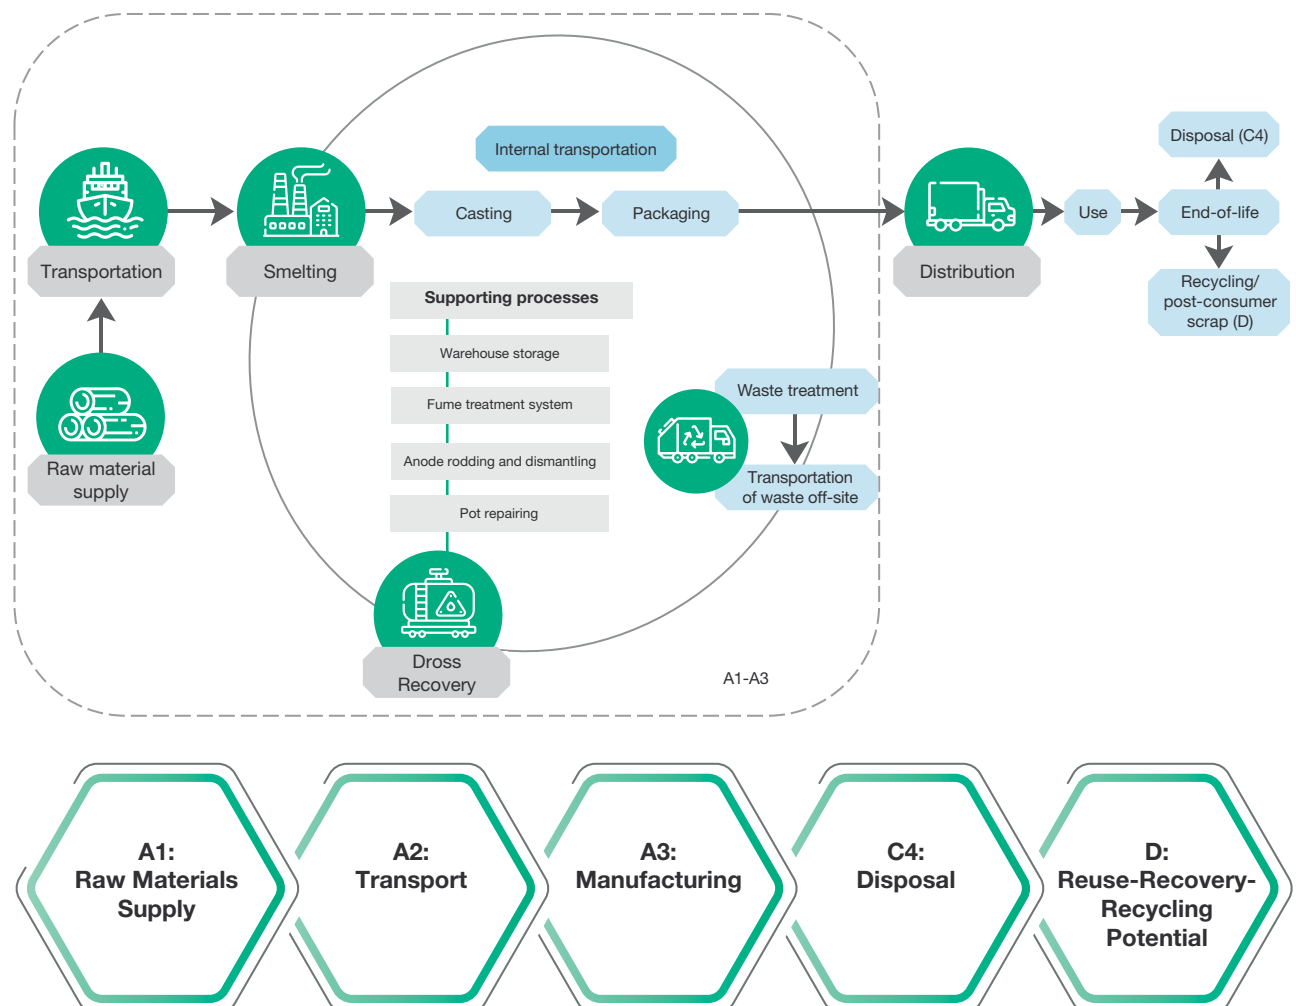 Internal transportation
Disposal (C4)
Casting
Packaging
Use
End-of-life
Transportation
Smelting
Distribution
Recycling/
post-consumer
scrap (D)
Supporting processes
Warehouse storage
Fume treatment system
Anode rodding and dismantling
Pot repairing
Waste treatment
Transportation
of waste off-site
Raw material
supply
Dross
Recovery
A1-A3
A1:
Raw Materials
Supply
A2:
Transport
A3:
Manufacturing
C4:
Disposal
D:
Reuse-Recovery-
Recycling
Potential